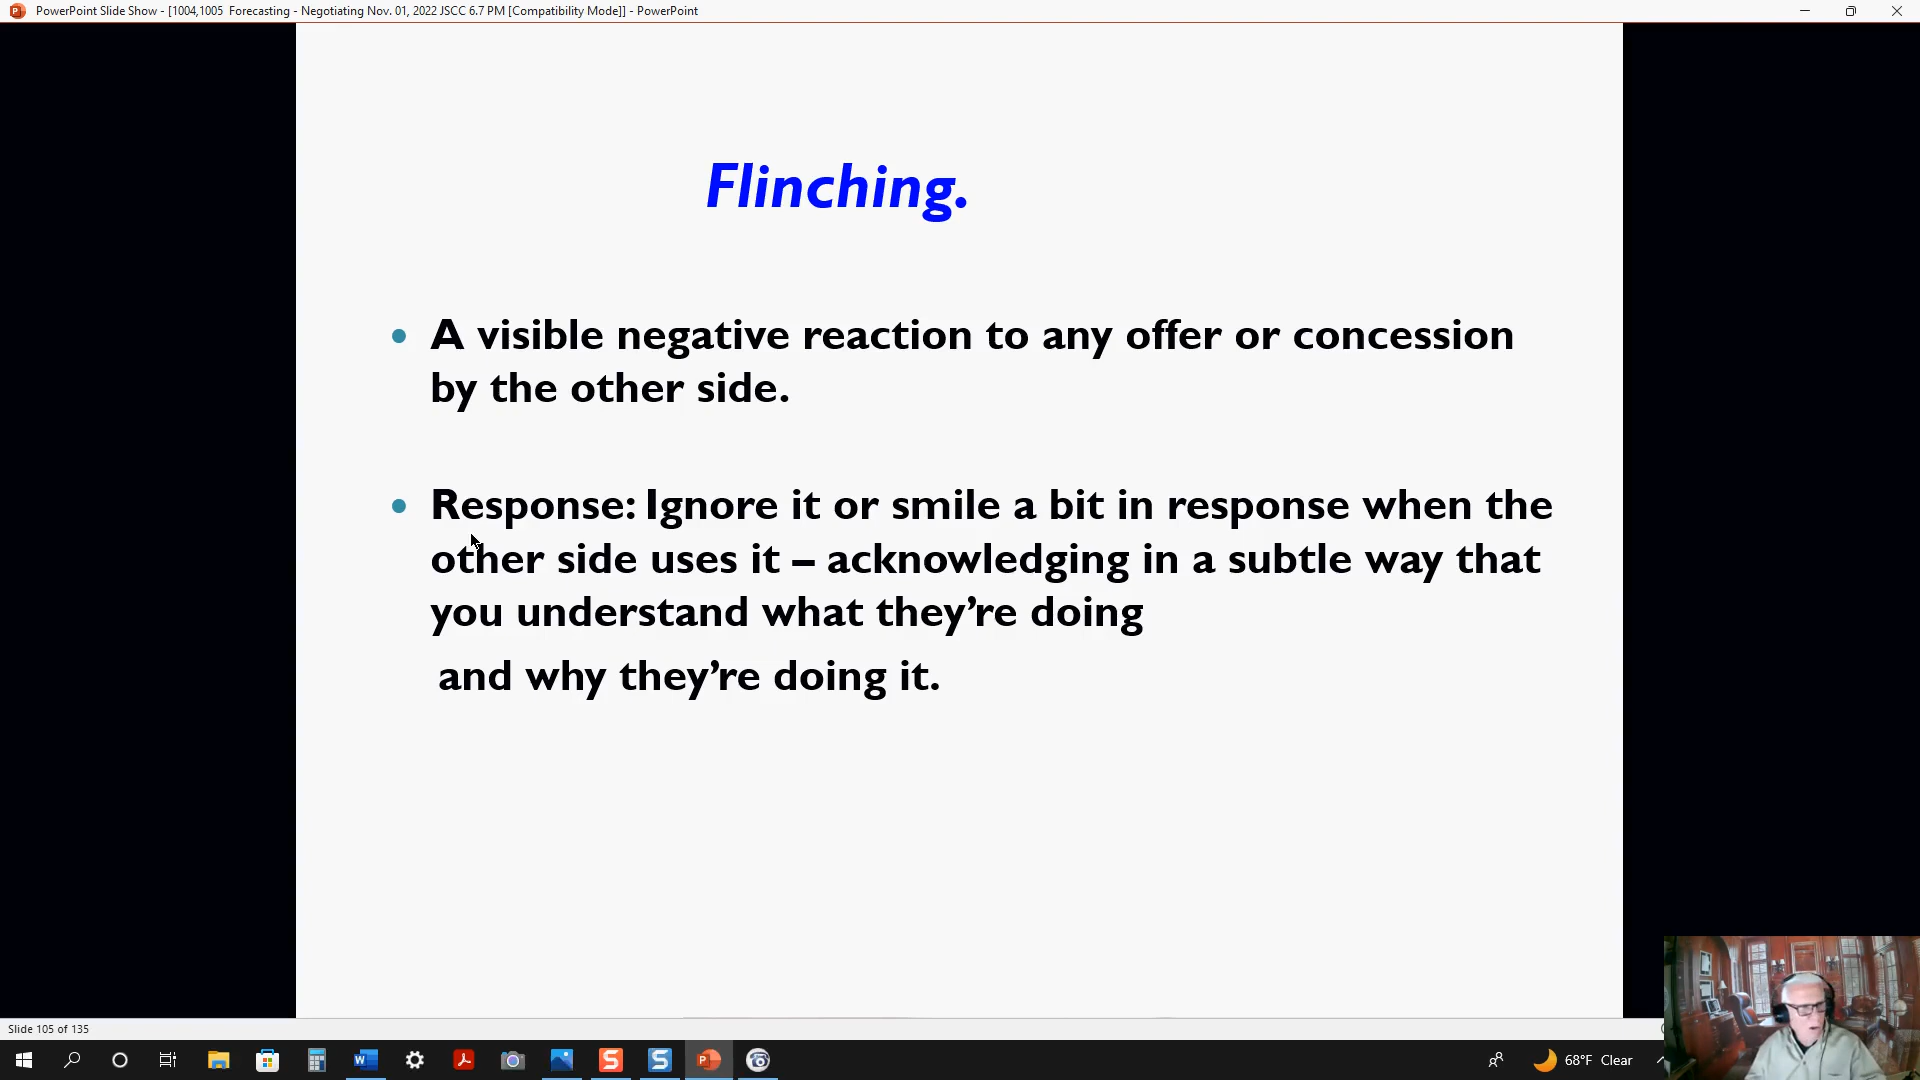 PowerPoint Slide Show - [1004,1005  Forecasting - Negotiating Nov. 01, 2022 JSCC 6.7 PM [Compatibility Mode]] - PowerPoint
Flinching.
• A visible negative reaction to any offer or concession
by the other side.
• Response: Ignore it or smile a bit in response when the
other side uses it – acknowledging in a subtle way that
you understand what they’re doing
and why they’re doing it.
Slide 105 of 135
68°F Clear